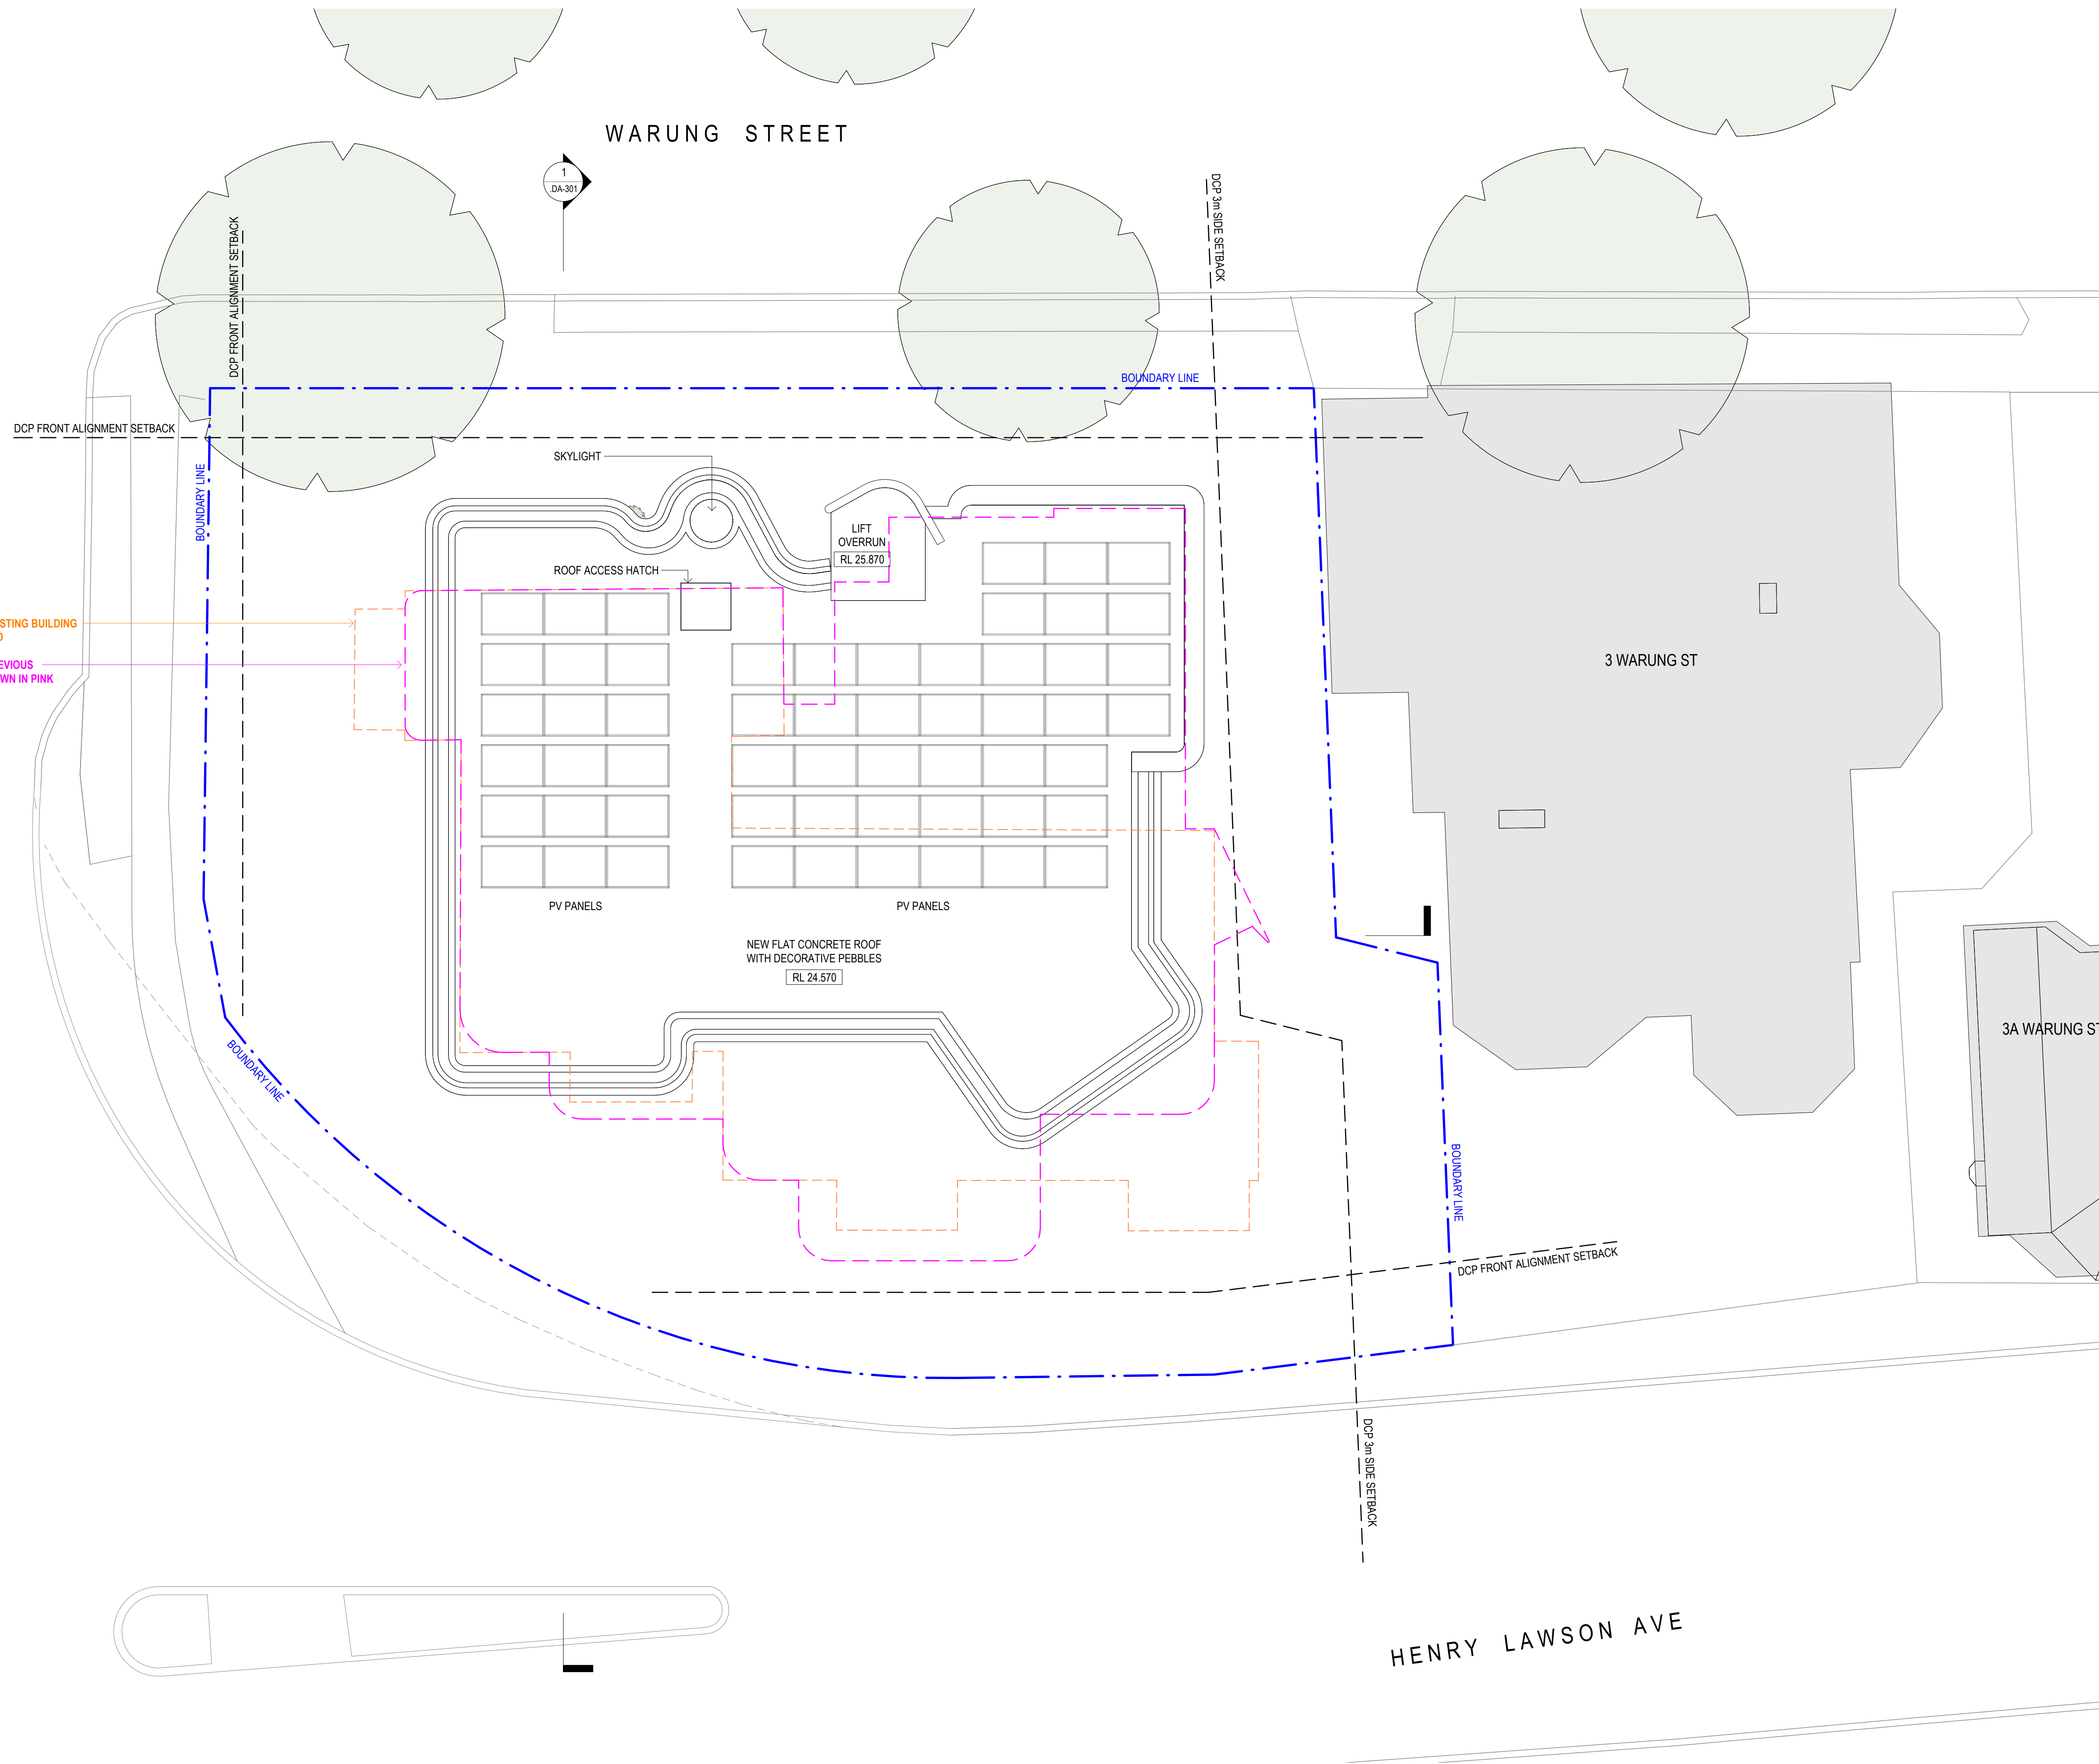 WARUNG STREET
1
.DA-301
DCP FRONT ALIGNMENT SETBACK
DCP 3m SIDE SETBACK
BOUNDARY LINE
DCP FRONT ALIGNMENT SETBACK
SKYLIGHT
BOUNDARY LINE
LIFT
OVERRUN
RL 25.870
ROOF ACCESS HATCH
BUILDING
WN IN PINK
3 WARUNG ST
PV PANELS
PV PANELS
NEW FLAT CONCRETE ROOF
WITH DECORATIVE PEBBLES
RL 24.570
3A WARUNG ST
BOUNDARY LINE
BOUNDARY LINE
DCP FRONT ALIGNMENT SETBACK
DCP 3m SIDE SETBACK
HENRY LAWSON AVE